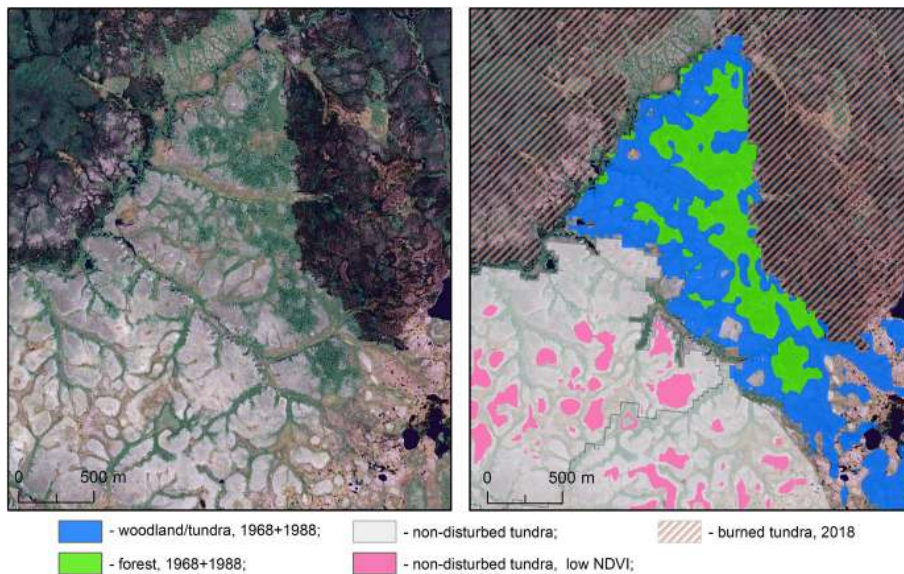 0 500 m
0 500 m
- woodland/tundra, 1968+1988;
- non-disturbed tundra;
- burned tundra, 2018
- forest, 1968+1988;
- non-disturbed tundra, low NDVI;